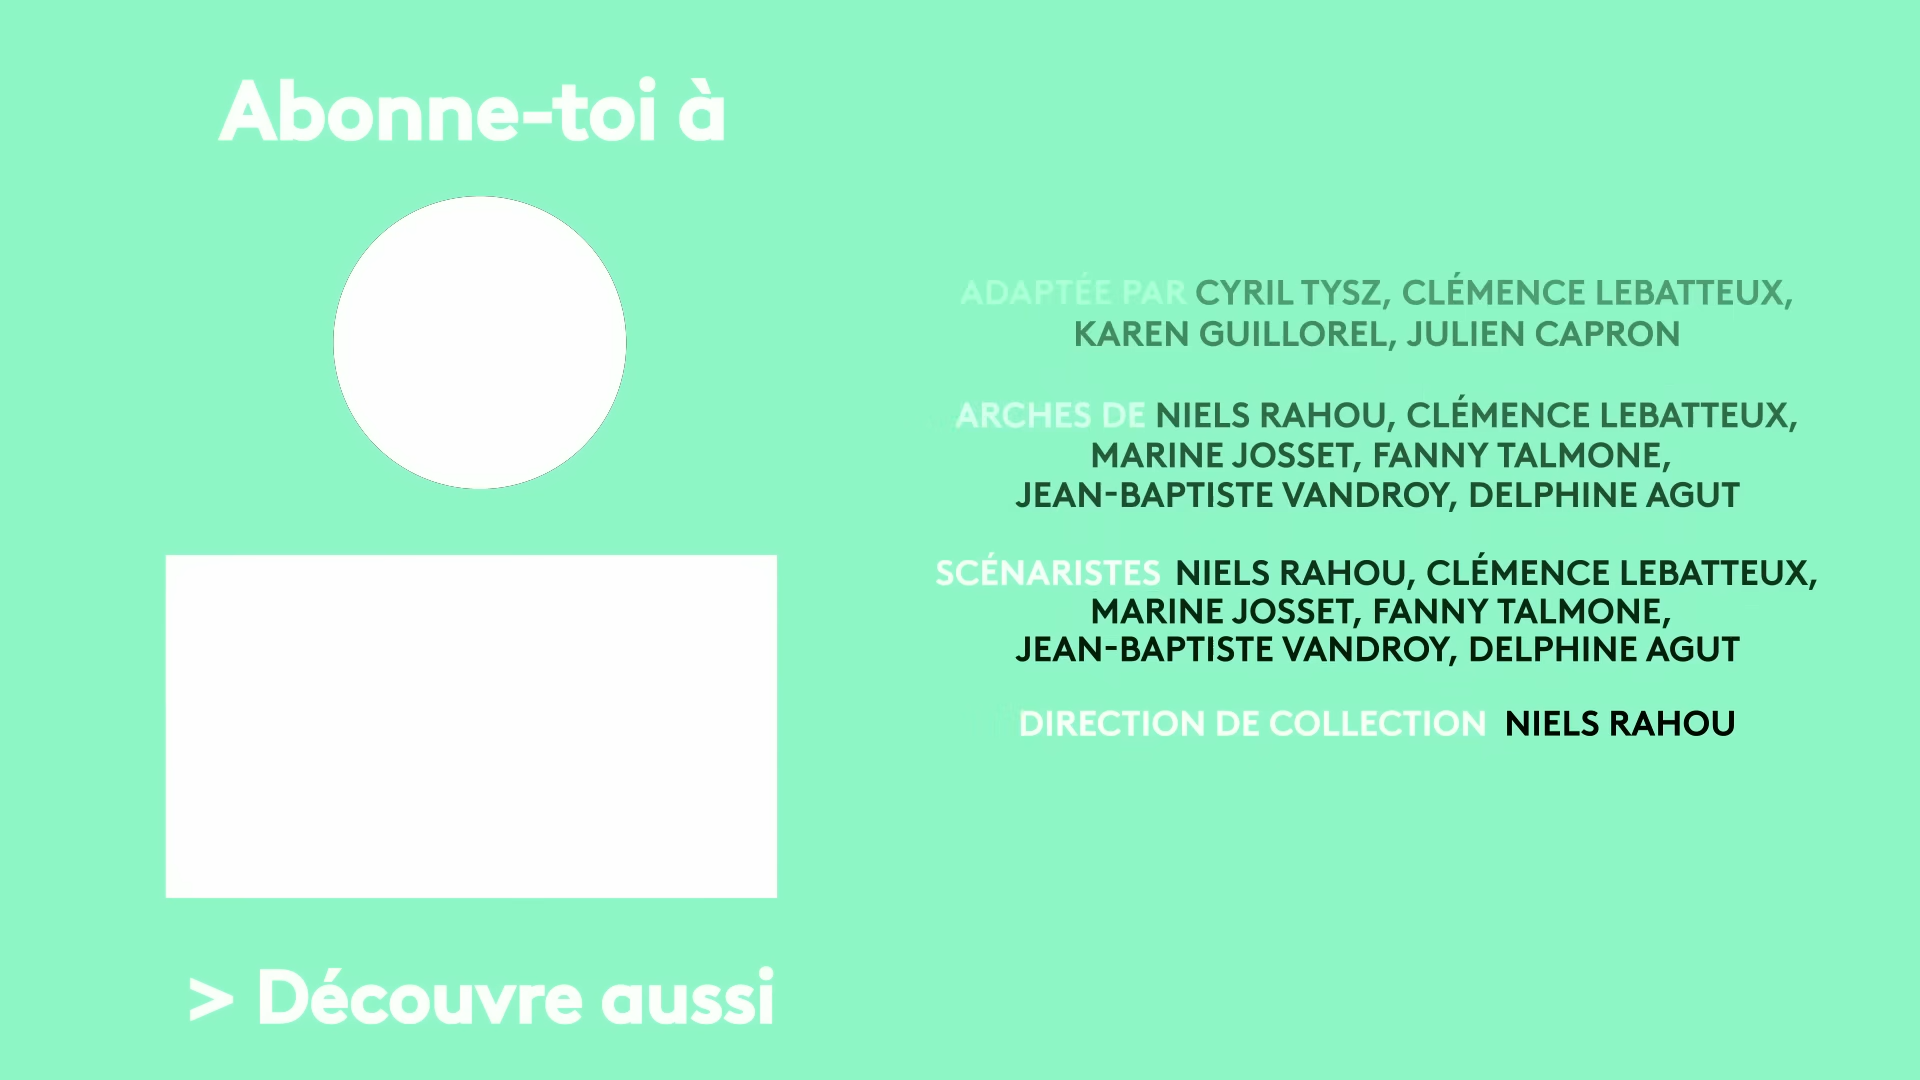 Abonne-toi à
> Découvre aussi
ADAPTÉE PAR CYRIL TYSZ, CLÉMENCE LEBATTEUX,
KAREN GUILLOREL, JULIEN CAPRON
ARCHES DE NIELS RAHOU, CLÉMENCE LEBATTEUX,
MARINE JOSSET, FANNY TALMONE,
JEAN-BAPTISTE VANDROY, DELPHINE AGUT
SCÉNARISTES NIELS RAHOU, CLÉMENCE LEBATTEUX,
MARINE JOSSET, FANNY TALMONE,
JEAN-BAPTISTE VANDROY, DELPHINE AGUT
DIRECTION DE COLLECTION NIELS RAHOU